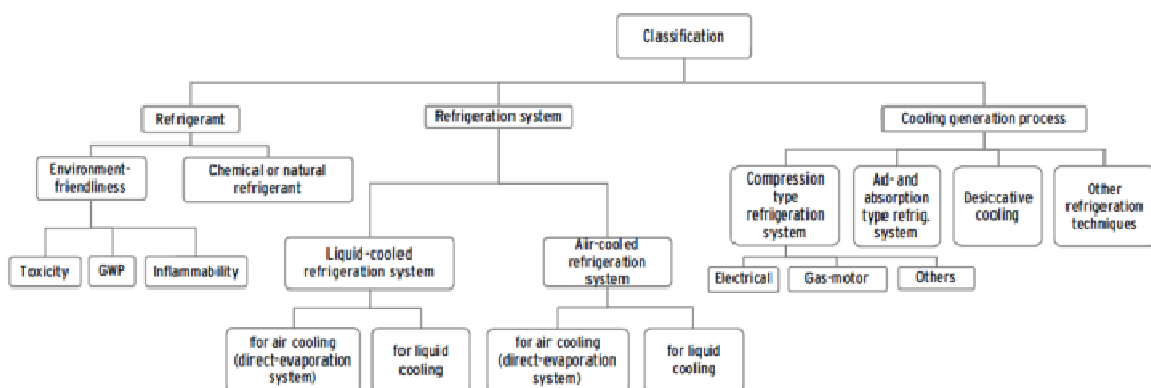 Classification
Refrigerant
Refrigeration system
Cooling generation process
Environment-
friendliness
Chemical or natural
refrigerant
Compression
type
refrigeration
system
Ad- and
absorption
type refrig.
system
Desiccative
cooling
Other
refrigeration
techniques
Liquid-cooled
refrigeration system
Air-cooled
refrigeration
system
Toxicity
GWP
Inflammability
Electrical
Gas-motor
Others
for air cooling
(direct-evaporation
system)
for liquid
cooling
for air cooling
(direct-evaporation
system)
for liquid
cooling